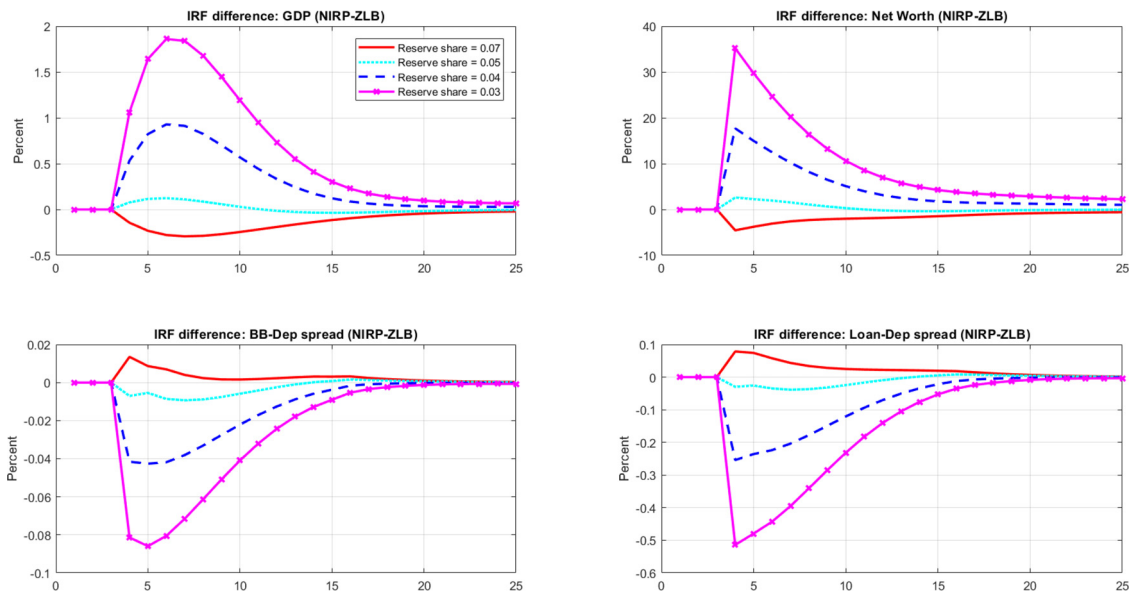 IRF difference: GDP (NIRP-ZLB)
2
1.5
1
0.5
0
-0.5
Percent
0 5 10 15 20 25
Reserve share = 0.07
Reserve share = 0.05
Reserve share = 0.04
Reserve share = 0.03
IRF difference: Net Worth (NIRP-ZLB)
40
30
20
10
0
-10
Percent
0 5 10 15 20 25
IRF difference: BB-Dep spread (NIRP-ZLB)
0.02
0
-0.02
-0.04
-0.06
-0.08
-0.1
Percent
0 5 10 15 20 25
IRF difference: Loan-Dep spread (NIRP-ZLB)
0.1
0
-0.1
-0.2
-0.3
-0.4
-0.5
-0.6
Percent
0 5 10 15 20 25